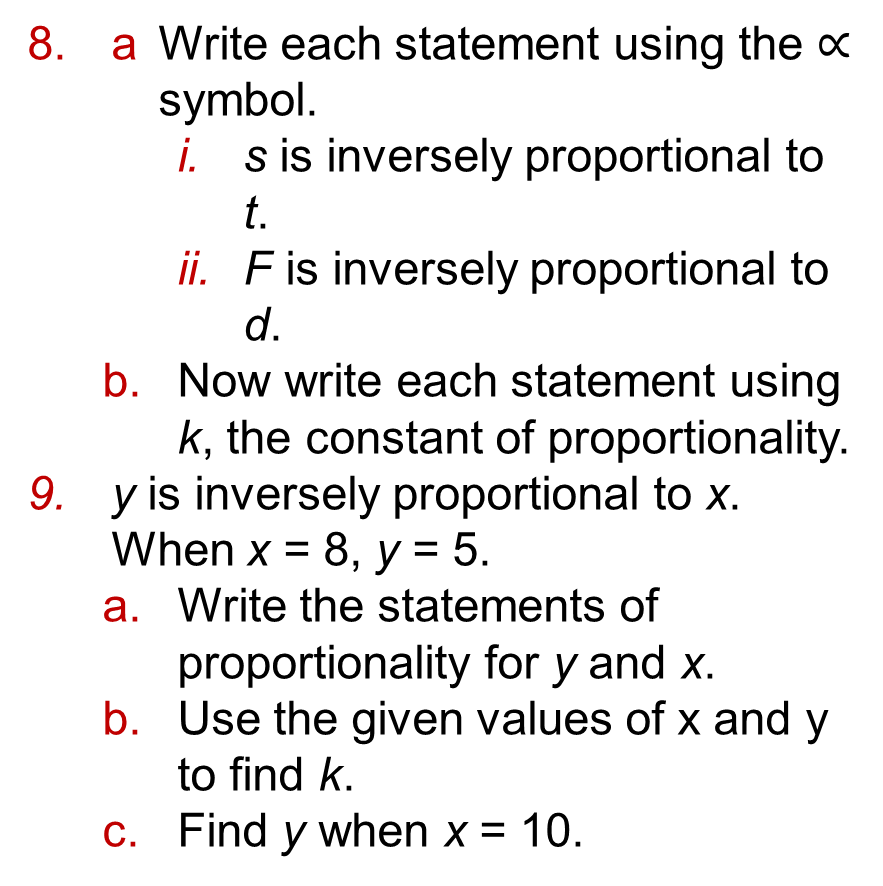 8. a Write each statement using the ∝
symbol.
i. s is inversely proportional to
t.
ii. F is inversely proportional to
d.
b. Now write each statement using
k, the constant of proportionality.
9. y is inversely proportional to x.
When x = 8, y = 5.
a. Write the statements of
proportionality for y and x.
b. Use the given values of x and y
to find k.
c. Find y when x = 10.